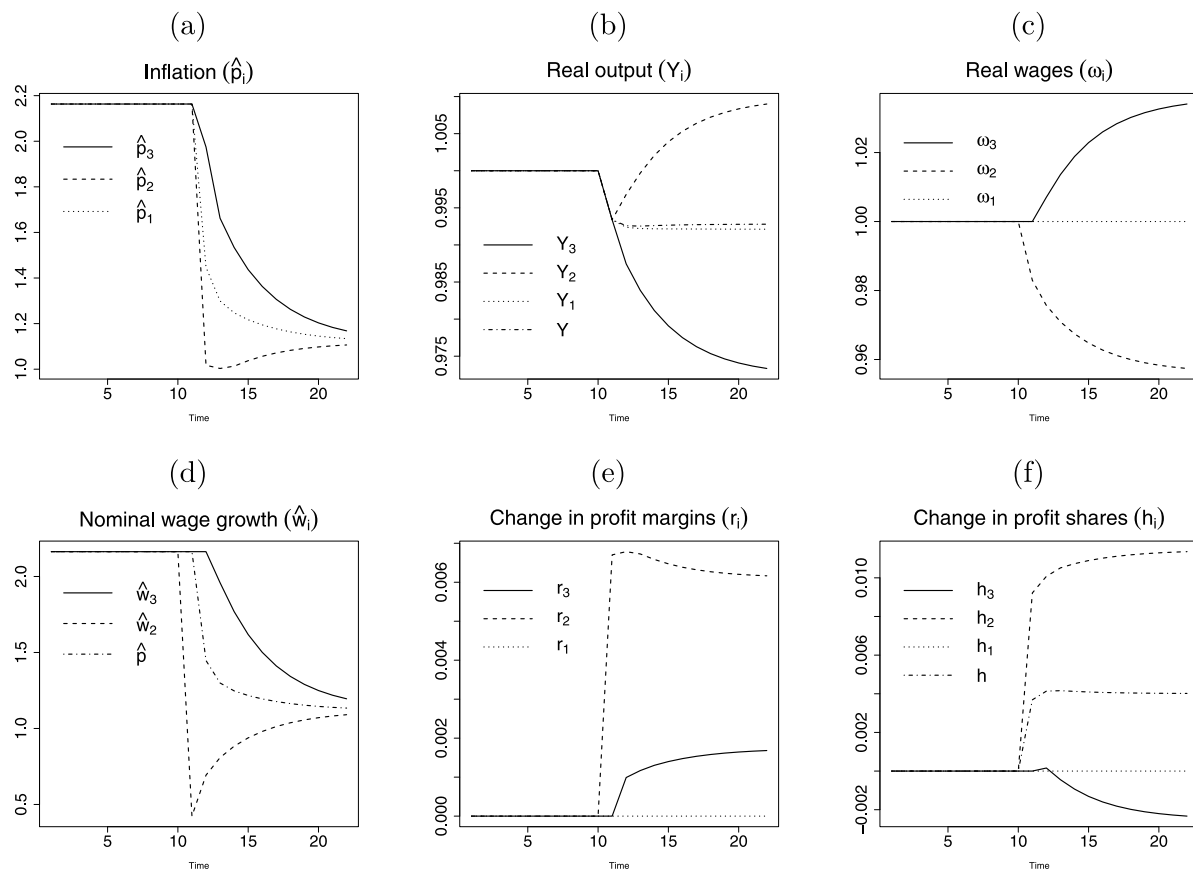 (a)
Inflation (p̂ᵢ)
2.2
2.0
1.8
1.6
1.4
1.2
1.0
p̂₃
p̂₂
p̂₁
5 10 15 20
Time
(b)
Real output (Yᵢ)
1.005
0.995
0.985
0.975
Y₃
Y₂
Y₁
Y
5 10 15 20
Time
(c)
Real wages (ωᵢ)
1.02
1.00
0.98
0.96
ω₃
ω₂
ω₁
5 10 15 20
Time
(d)
Nominal wage growth (ŵᵢ)
2.0
1.5
1.0
0.5
ŵ₃
ŵ₂
p̂
5 10 15 20
Time
(e)
Change in profit margins (rᵢ)
0.006
0.004
0.002
0.000
r₃
r₂
r₁
5 10 15 20
Time
(f)
Change in profit shares (hᵢ)
0.010
0.006
0.002
−0.002
h₃
h₂
h₁
h
5 10 15 20
Time